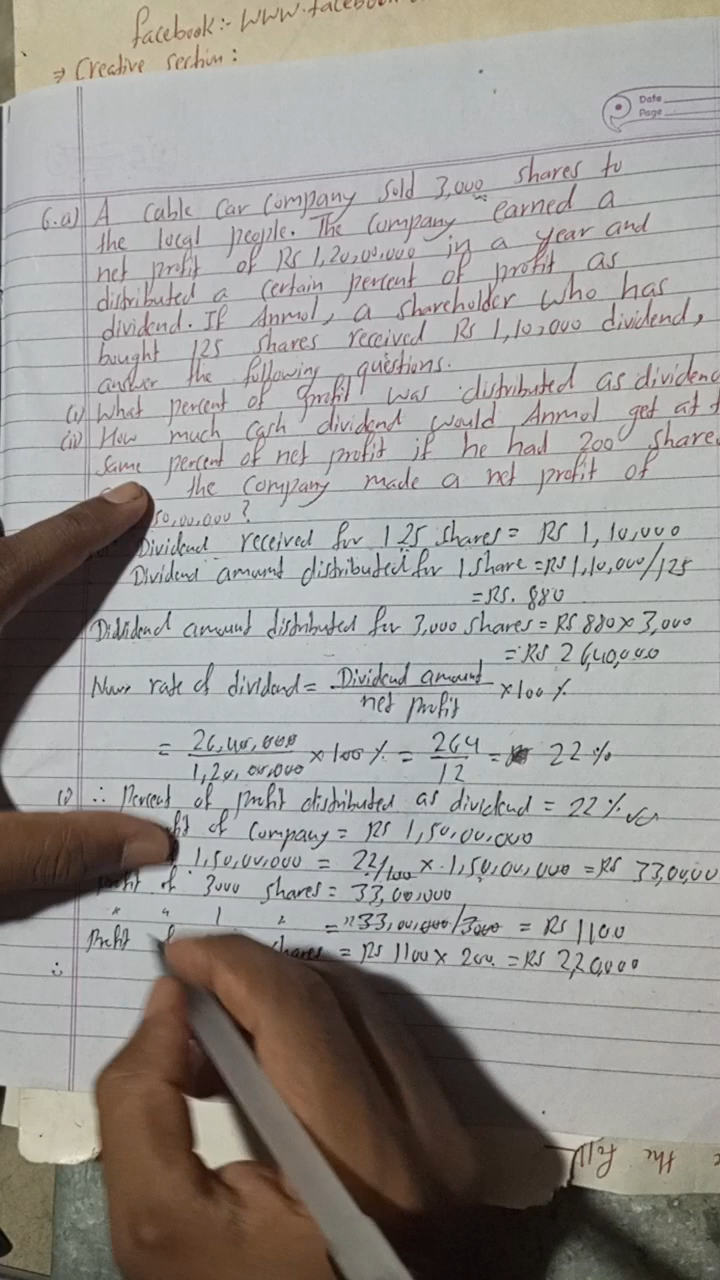 facebook:- www.facebo
⇒ Creative section:
Date
Page
6.a) A cable car company sold 3,000 shares to
the local people. The company earned a
net profit of Rs 1,20,00,000 in a year and
distributed a certain percent of profit as
dividend. If Anmol, a shareholder who has
bought 125 shares received Rs 1,10,000 dividend,
answer the following questions.
(i) What percent of profit was distributed as dividend
(ii) How much cash dividend would Anmol get at t
same percent of net profit if he had 200 share
the company made a net profit of
50,00,000?
Dividend received for 125 shares = Rs 1,10,000
Dividend amount distributed for 1 share = Rs 1,10,000/125
= Rs. 880
Dividend amount distributed for 3,000 shares = Rs 880 × 3,000
= Rs 26,40,000
Now rate of dividend = Dividend amount/net profit × 100%
= 26,40,000/1,20,00,000 × 100% = 264/12 = 22%
(i) ∴ Percent of profit distributed as dividend = 22%
fit of company = Rs 1,50,00,000
1,50,00,000 = 22/100 × 1,50,00,000 = Rs 33,00,00
of 3000 shares = 33,00,000
" " 1 " = "33,00,000/3000 = Rs 1100
Profit shares = Rs 1100 × 200 = Rs 2,20,000
∴
the foll